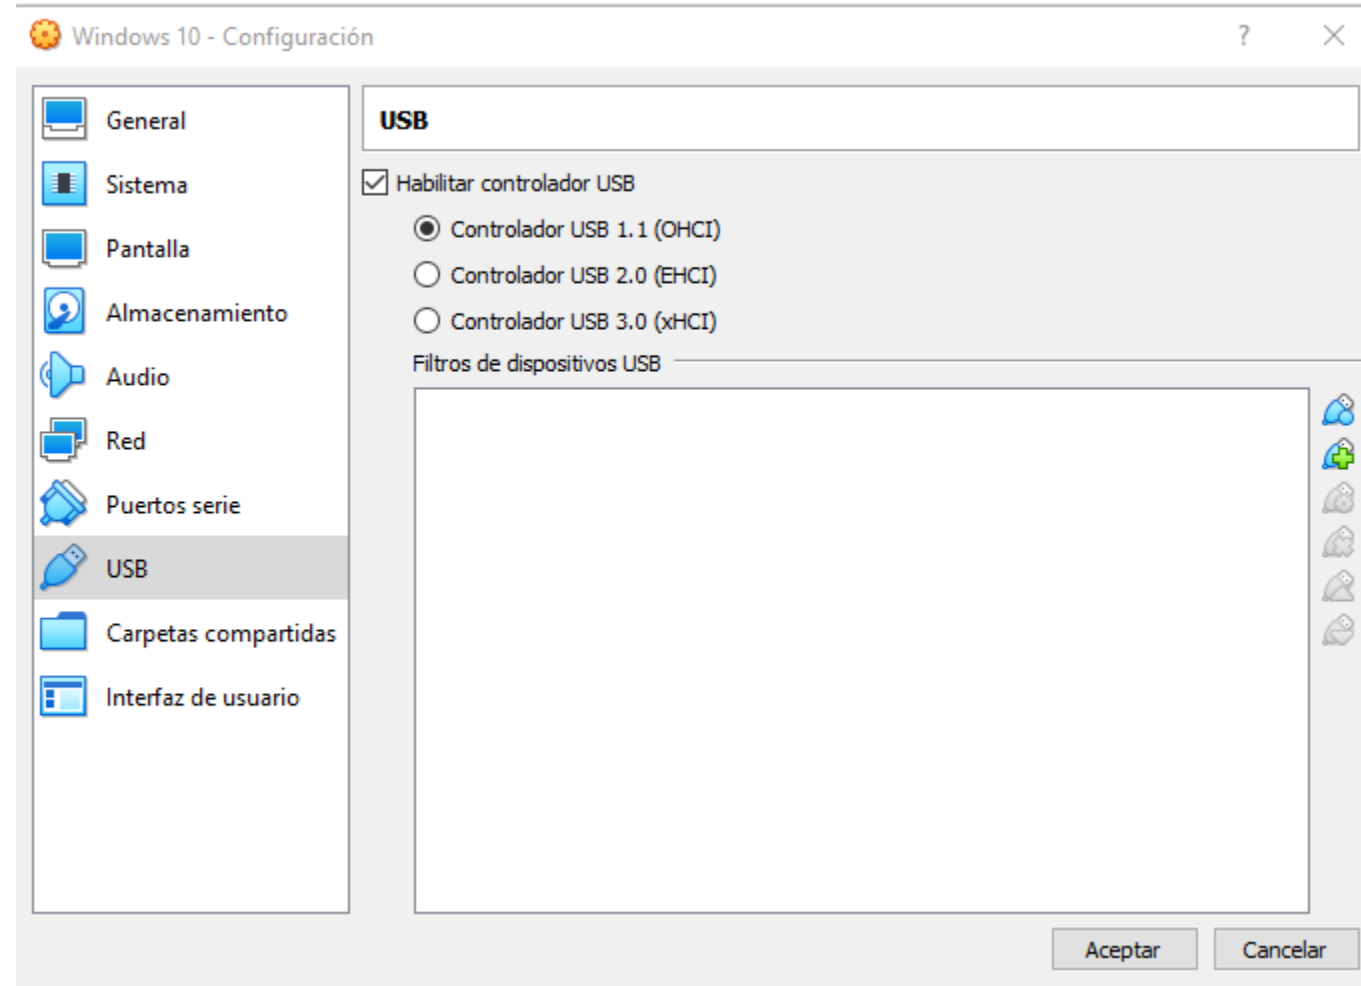 Windows 10 - Configuración
?
General
Sistema
Pantalla
Almacenamiento
Audio
Red
Puertos serie
USB
Carpetas compartidas
Interfaz de usuario
USB
Habilitar controlador USB
Controlador USB 1.1 (OHCI)
Controlador USB 2.0 (EHCI)
Controlador USB 3.0 (xHCI)
Filtros de dispositivos USB
Aceptar
Cancelar